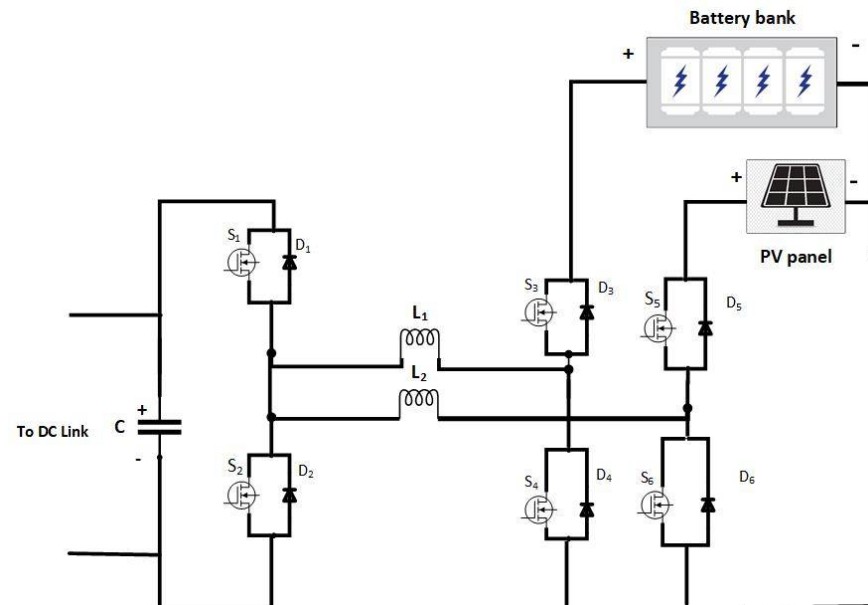 Battery bank
+ -
+ -
PV panel
S₁ D₁
S₃ D₃
S₅ D₅
L₁
L₂
+
To DC Link C
-
S₂ D₂
S₄ D₄
S₆ D₆